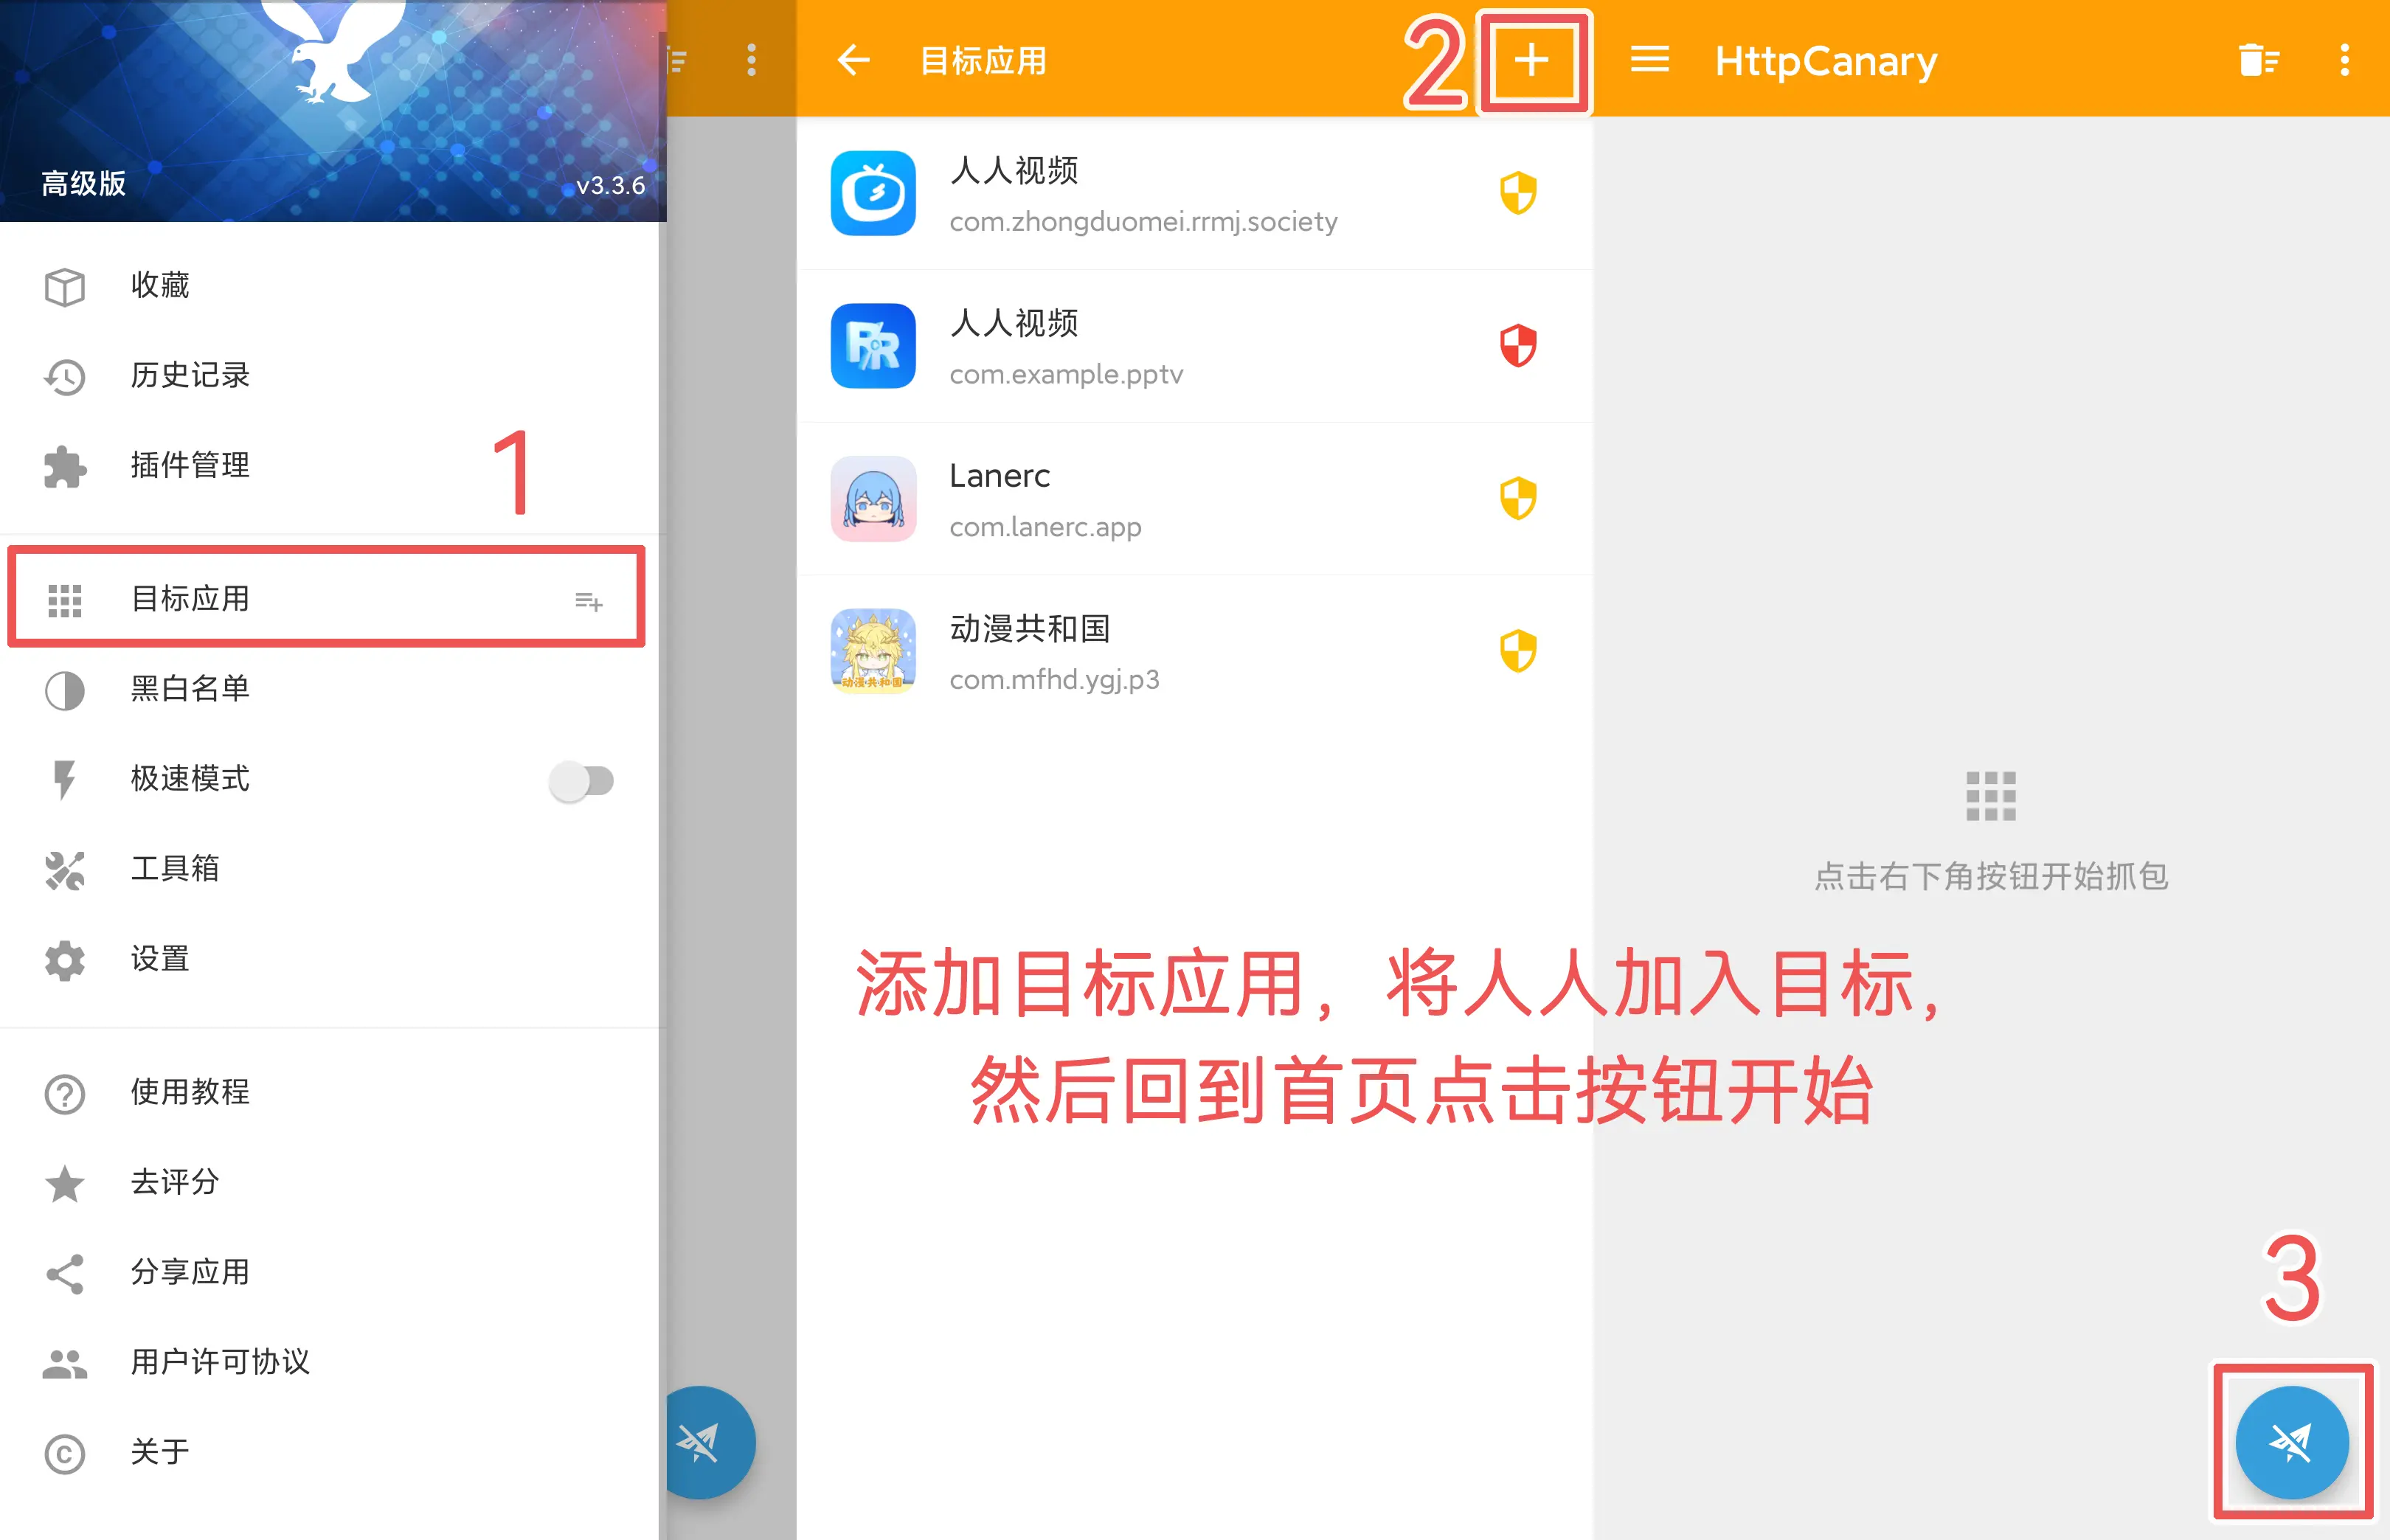 高级版
v3.3.6
收藏
历史记录
插件管理
1
目标应用
黑白名单
极速模式
工具箱
设置
使用教程
去评分
分享应用
用户许可协议
关于
目标应用
2
人人视频
com.zhongduomei.rrmj.society
人人视频
com.example.pptv
Lanerc
com.lanerc.app
动漫共和国
动漫·共·和国
com.mfhd.ygj.p3
HttpCanary
点击右下角按钮开始抓包
添加目标应用，将人人加入目标，
然后回到首页点击按钮开始
3